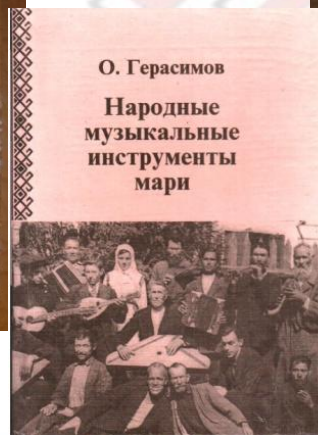 О. Герасимов
Народные
музыкальные
инструменты
мари